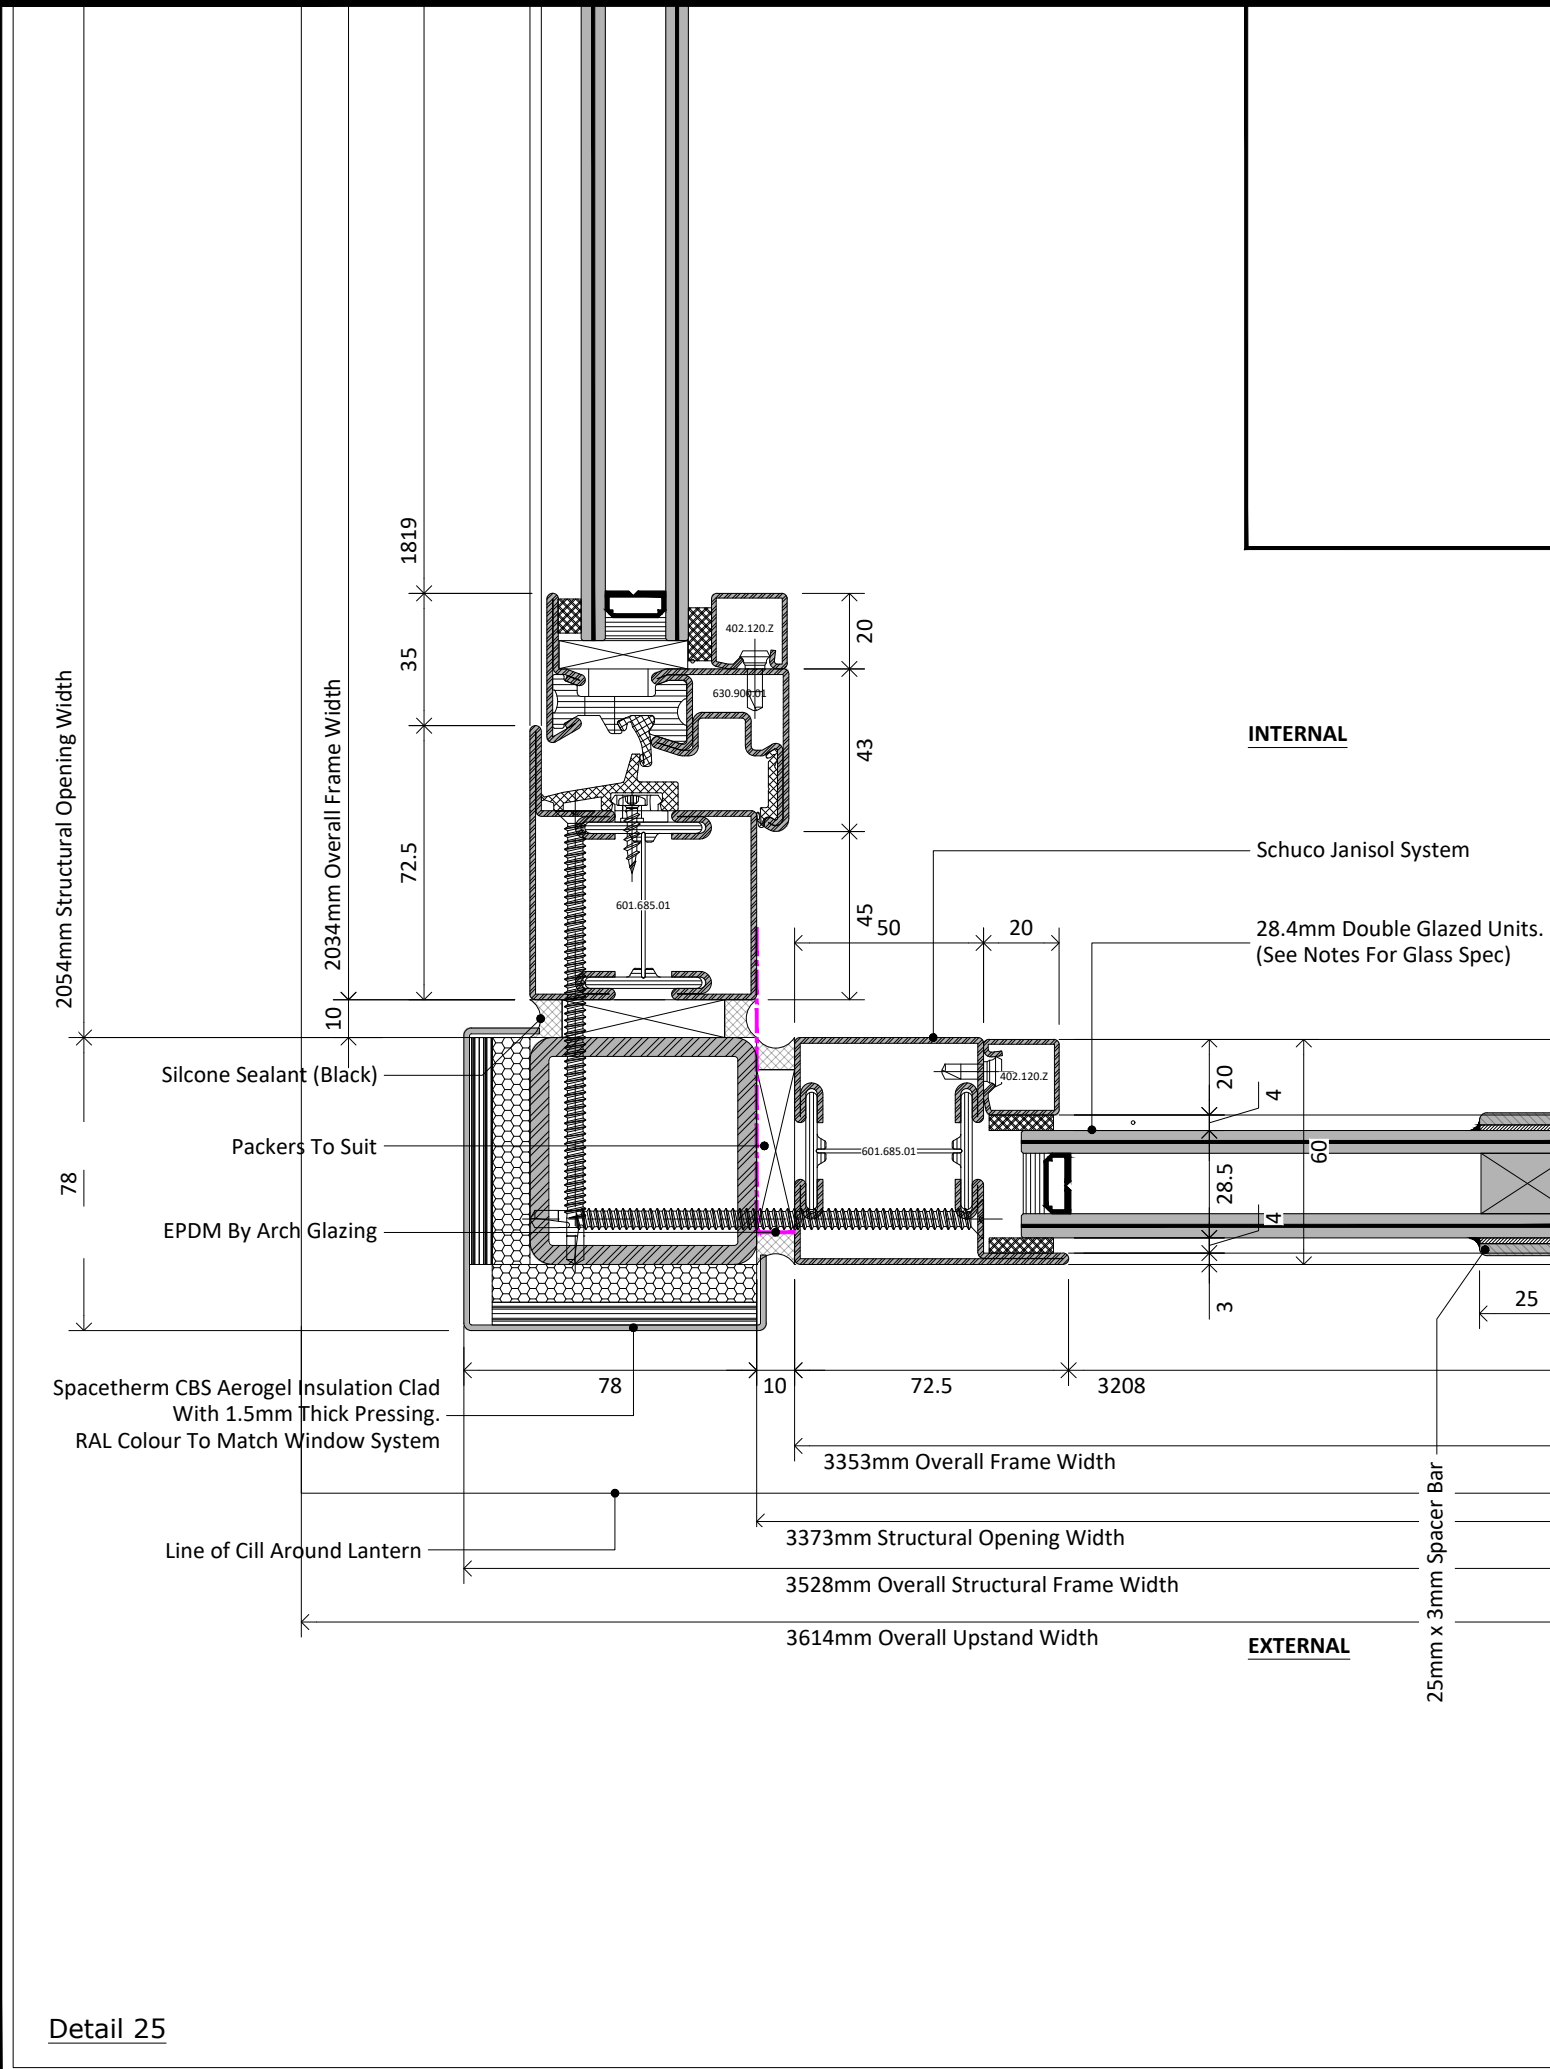 1819
35
72.5
10
78
2054mm Structural Opening Width
2034mm Overall Frame Width
402.120.Z
630.900.01
20
43
45
601.685.01
INTERNAL
Schuco Janisol System
28.4mm Double Glazed Units.
(See Notes For Glass Spec)
50
20
Silcone Sealant (Black)
Packers To Suit
EPDM By Arch Glazing
402.120.Z
601.685.01
20
4
60
28.5
4
3
25
Spacetherm CBS Aerogel Insulation Clad
With 1.5mm Thick Pressing.
RAL Colour To Match Window System
78
10
72.5
3208
3353mm Overall Frame Width
Line of Cill Around Lantern
3373mm Structural Opening Width
3528mm Overall Structural Frame Width
3614mm Overall Upstand Width
EXTERNAL
25mm x 3mm Spacer Bar
Detail 25